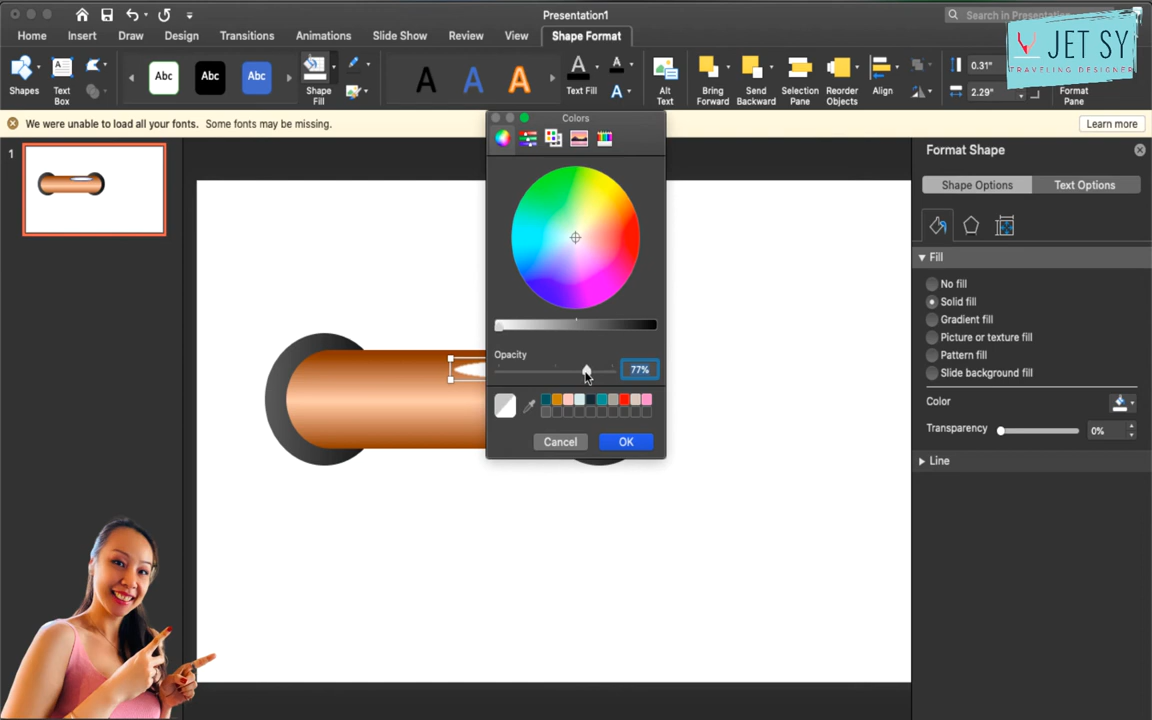 Presentation1
Search in Presentation
JET SY
TRAVELING DESIGNER
Home Insert Draw Design Transitions Animations Slide Show Review View Shape Format
Abc Abc Abc
A A A
Shapes
Text Box
Shape Fill
Text Fill
Alt Text
Bring Forward
Send Backward
Selection Pane
Reorder Objects
Align
0.31"
2.29"
Format Pane
We were unable to load all your fonts. Some fonts may be missing.
Learn more
1
Colors
Opacity
77%
Cancel
OK
Format Shape
Shape Options
Text Options
Fill
No fill
Solid fill
Gradient fill
Picture or texture fill
Pattern fill
Slide background fill
Color
Transparency
0%
Line